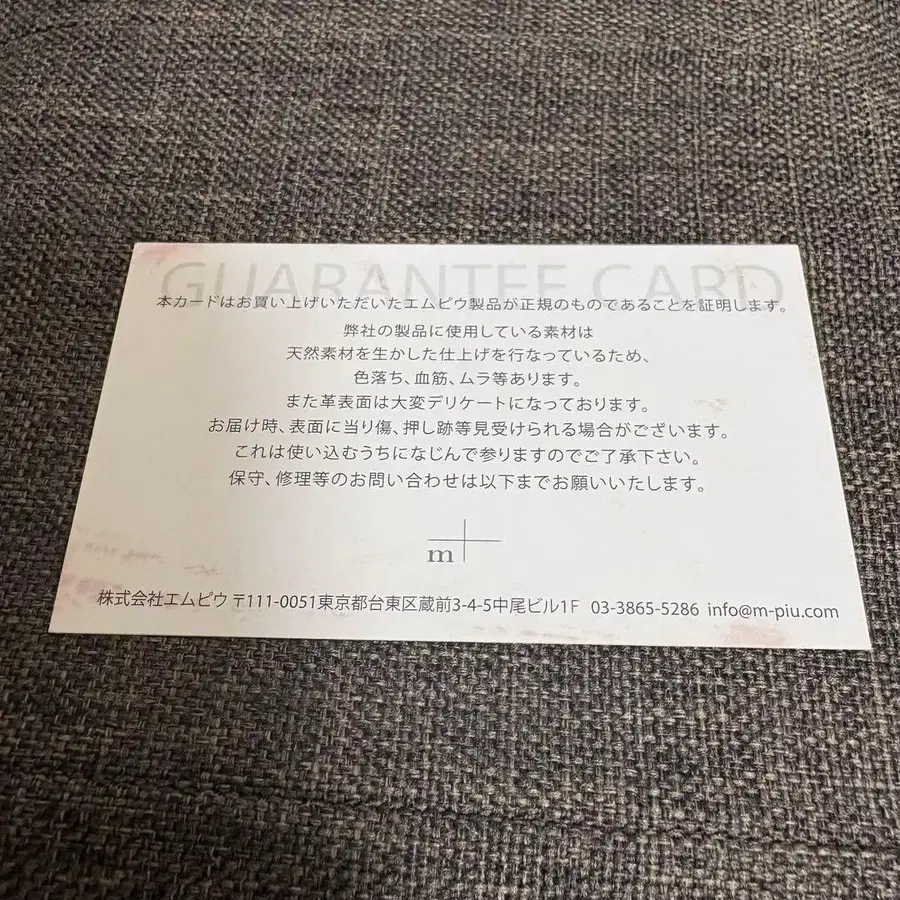 GUARANTEE CARD
本カードはお買い上げいただいたエムピウ製品が正規のものであることを証明します。
弊社の製品に使用している素材は
天然素材を生かした仕上げを行なっているため、
色落ち、血筋、ムラ等あります。
また革表面は大変デリケートになっております。
お届け時、表面に当り傷、押し跡等見受けられる場合がございます。
これは使い込むうちになじんで参りますのでご了承下さい。
保守、修理等のお問い合わせは以下までお願いいたします。
m+
株式会社エムピウ 〒111-0051東京都台東区蔵前3-4-5中尾ビル1F 03-3865-5286 info@m-piu.com